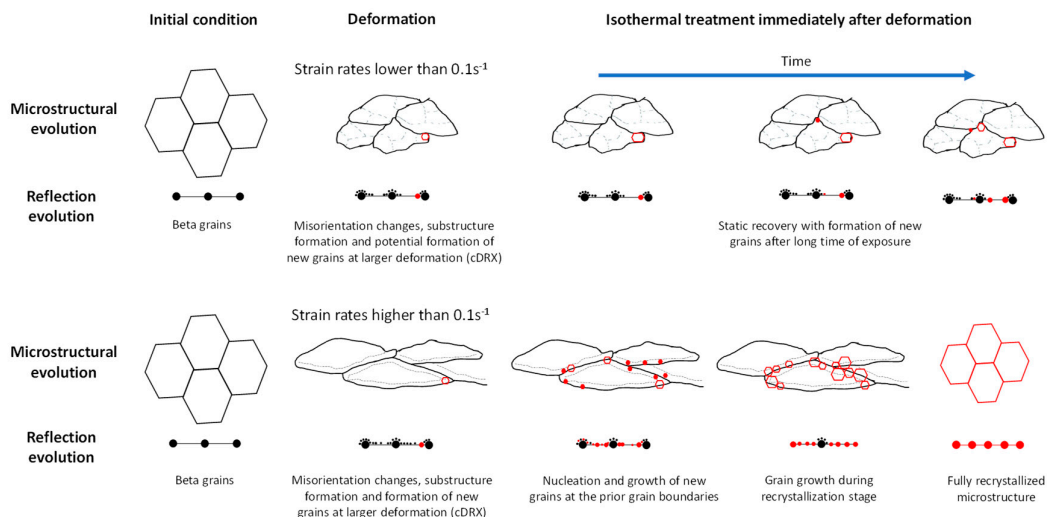 Initial condition
Deformation
Isothermal treatment immediately after deformation
Strain rates lower than 0.1s⁻¹
Time
Microstructural
evolution
Reflection
evolution
Beta grains
Misorientation changes, substructure
formation and potential formation of
new grains at larger deformation (cDRX)
Static recovery with formation of new
grains after long time of exposure
Strain rates higher than 0.1s⁻¹
Microstructural
evolution
Reflection
evolution
Beta grains
Misorientation changes, substructure
formation and formation of new
grains at larger deformation (cDRX)
Nucleation and growth of new
grains at the prior grain boundaries
Grain growth during
recrystallization stage
Fully recrystallized
microstructure